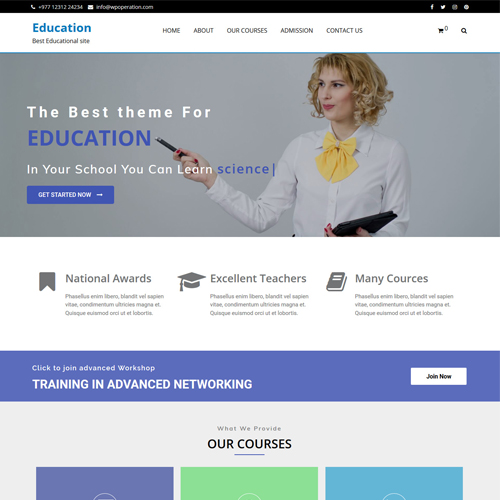 +977 12312 24234 info@wpoperation.com
Education
Best Educational site
HOME ABOUT OUR COURSES ADMISSION CONTACT US
0
The Best theme For
EDUCATION
In Your School You Can Learn science|
GET STARTED NOW
National Awards
Phasellus enim libero, blandit vel sapien
vitae, condimentum ultricies magna et.
Quisque euismod orci ut et lobortis.
Excellent Teachers
Phasellus enim libero, blandit vel sapien
vitae, condimentum ultricies magna et.
Quisque euismod orci ut et lobortis.
Many Cources
Phasellus enim libero, blandit vel sapien
vitae, condimentum ultricies magna et.
Quisque euismod orci ut et lobortis.
Click to join advanced Workshop
TRAINING IN ADVANCED NETWORKING
Join Now
What We Provide
OUR COURSES